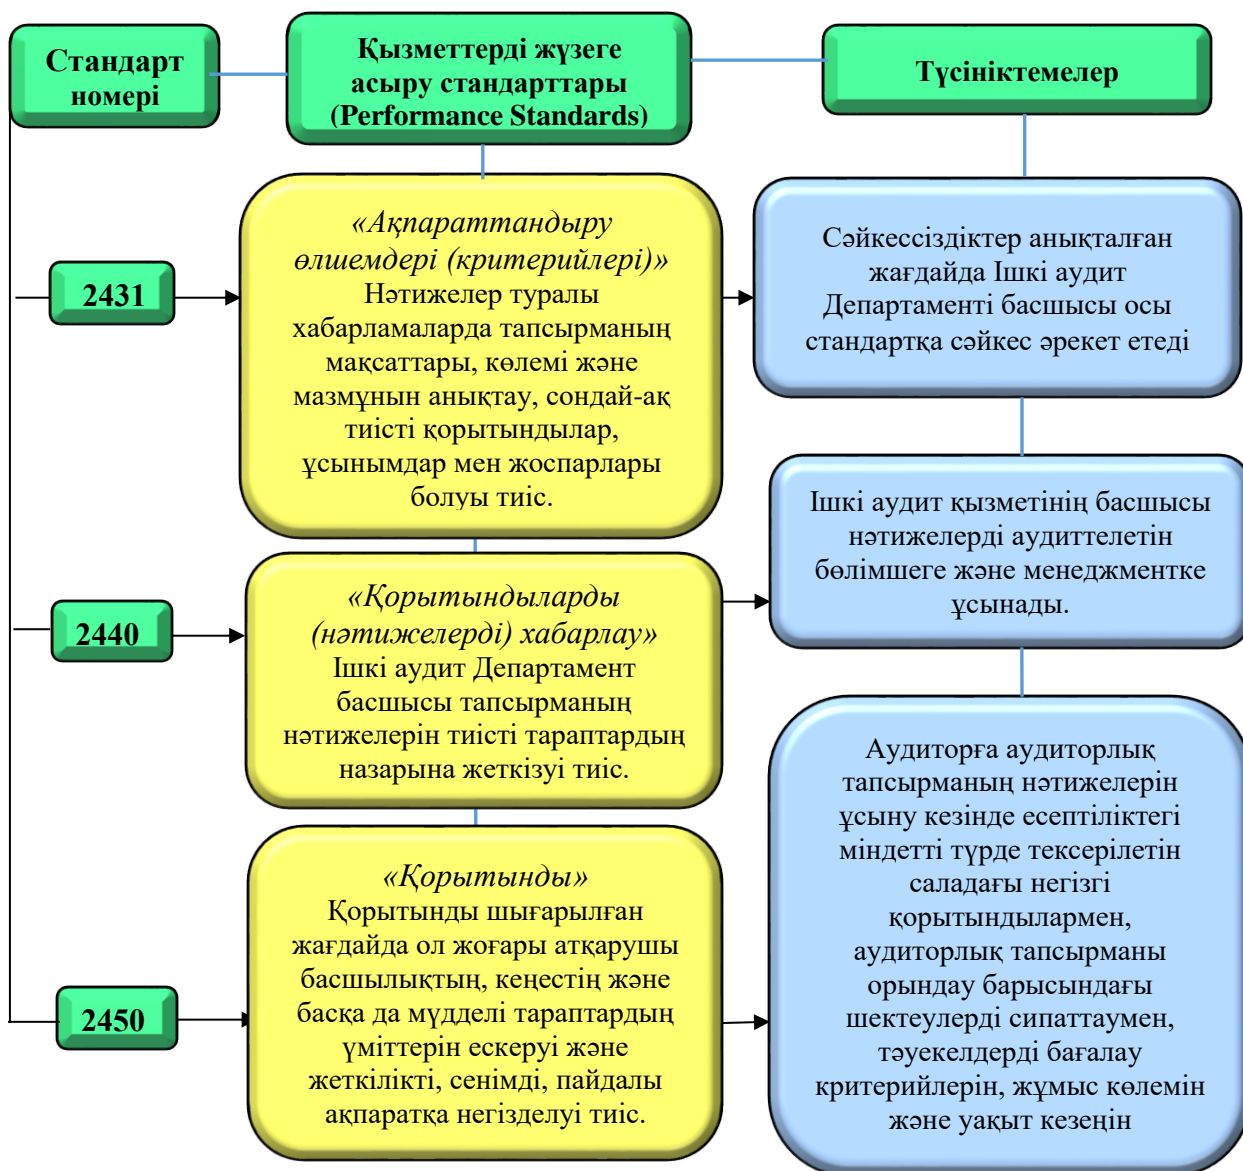 Стандарт
номері
Қызметтерді жүзеге
асыру стандарттары
(Performance Standards)
Түсініктемелер
2431
«Ақпараттандыру
өлшемдері (критерийлері)»
Нәтижелер туралы
хабарламаларда тапсырманың
мақсаттары, көлемі және
мазмұнын анықтау, сондай-ақ
тиісті қорытындылар,
ұсынымдар мен жоспарлары
болуы тиіс.
Сәйкессіздіктер анықталған
жағдайда Ішкі аудит
Департаменті басшысы осы
стандартқа сәйкес әрекет етеді
2440
«Қорытындыларды
(нәтижелерді) хабарлау»
Ішкі аудит Департамент
басшысы тапсырманың
нәтижелерін тиісті тараптардың
назарына жеткізуі тиіс.
Ішкі аудит қызметінің басшысы
нәтижелерді аудиттелетін
бөлімшеге және менеджментке
ұсынады.
2450
«Қорытынды»
Қорытынды шығарылған
жағдайда ол жоғары атқарушы
басшылықтың, кеңестің және
басқа да мүдделі тараптардың
үміттерін ескеруі және
жеткілікті, сенімді, пайдалы
ақпаратқа негізделуі тиіс.
Аудиторға аудиторлық
тапсырманың нәтижелерін
ұсыну кезінде есептіліктегі
міндетті түрде тексерілетін
саладағы негізгі
қорытындылармен,
аудиторлық тапсырманы
орындау барысындағы
шектеулерді сипаттаумен,
тәуекелдерді бағалау
критерийлерін, жұмыс көлемін
және уақыт кезеңін